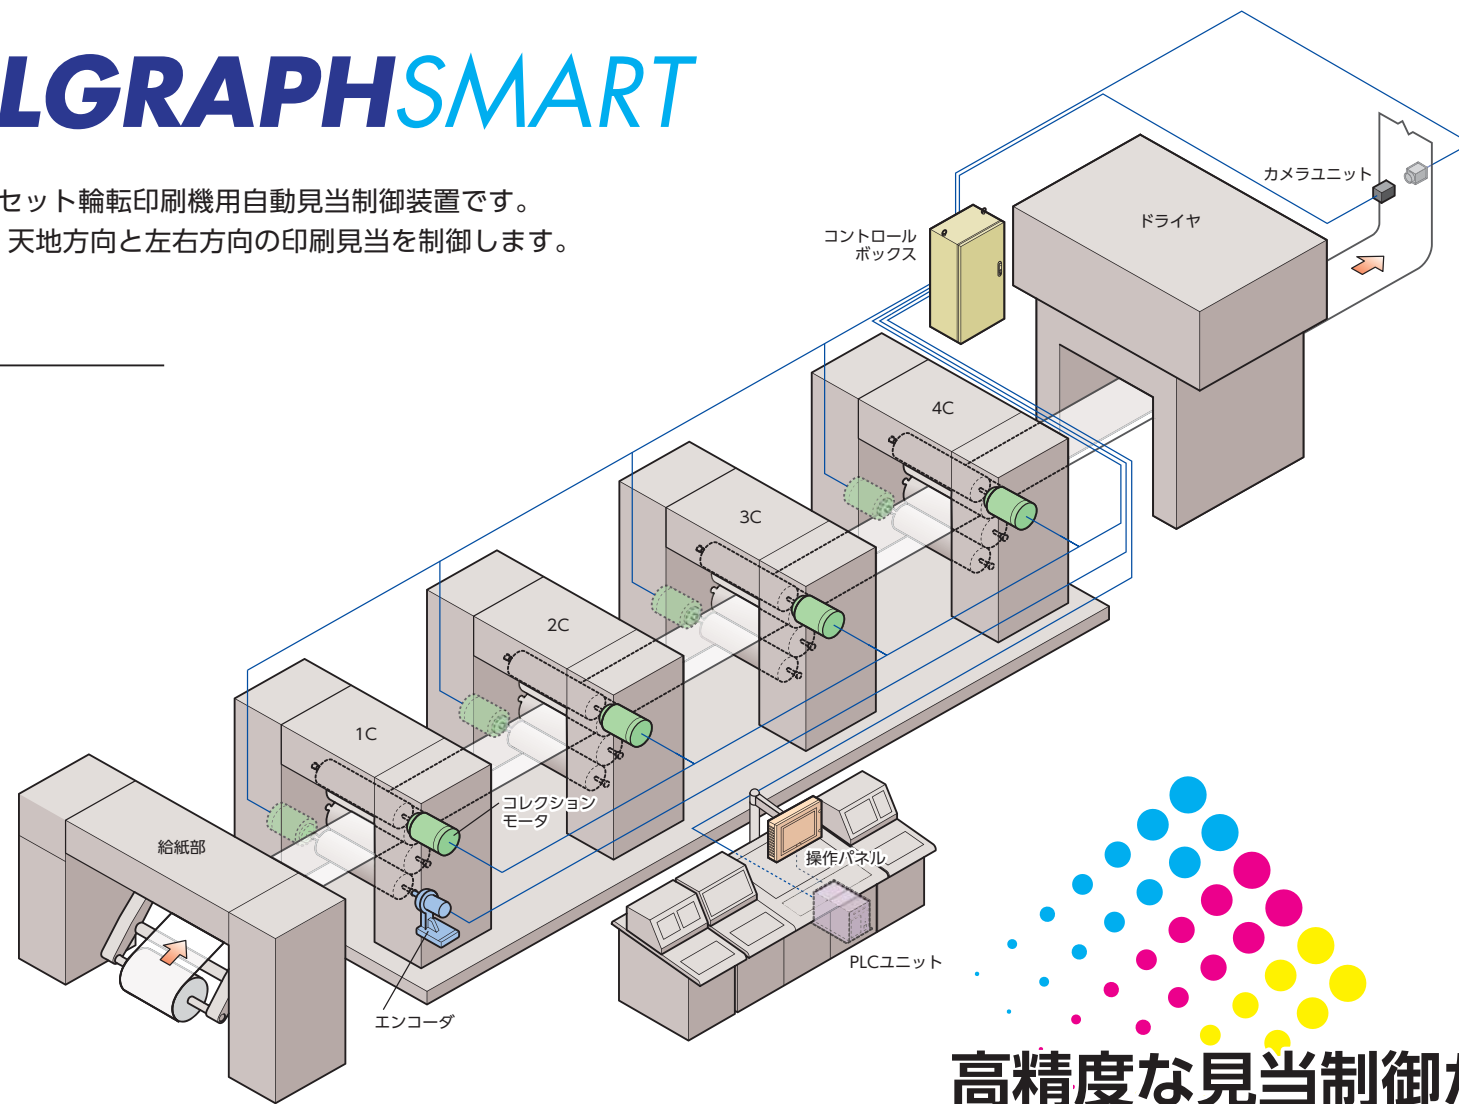 LGRAPHSMART
セット輪転印刷機用自動見当制御装置です。
天地方向と左右方向の印刷見当を制御します。
カメラユニット
ドライヤ
コントロール
ボックス
4C
3C
2C
1C
コレクション
モータ
給紙部
操作パネル
PLCユニット
エンコーダ
高精度な見当制御が